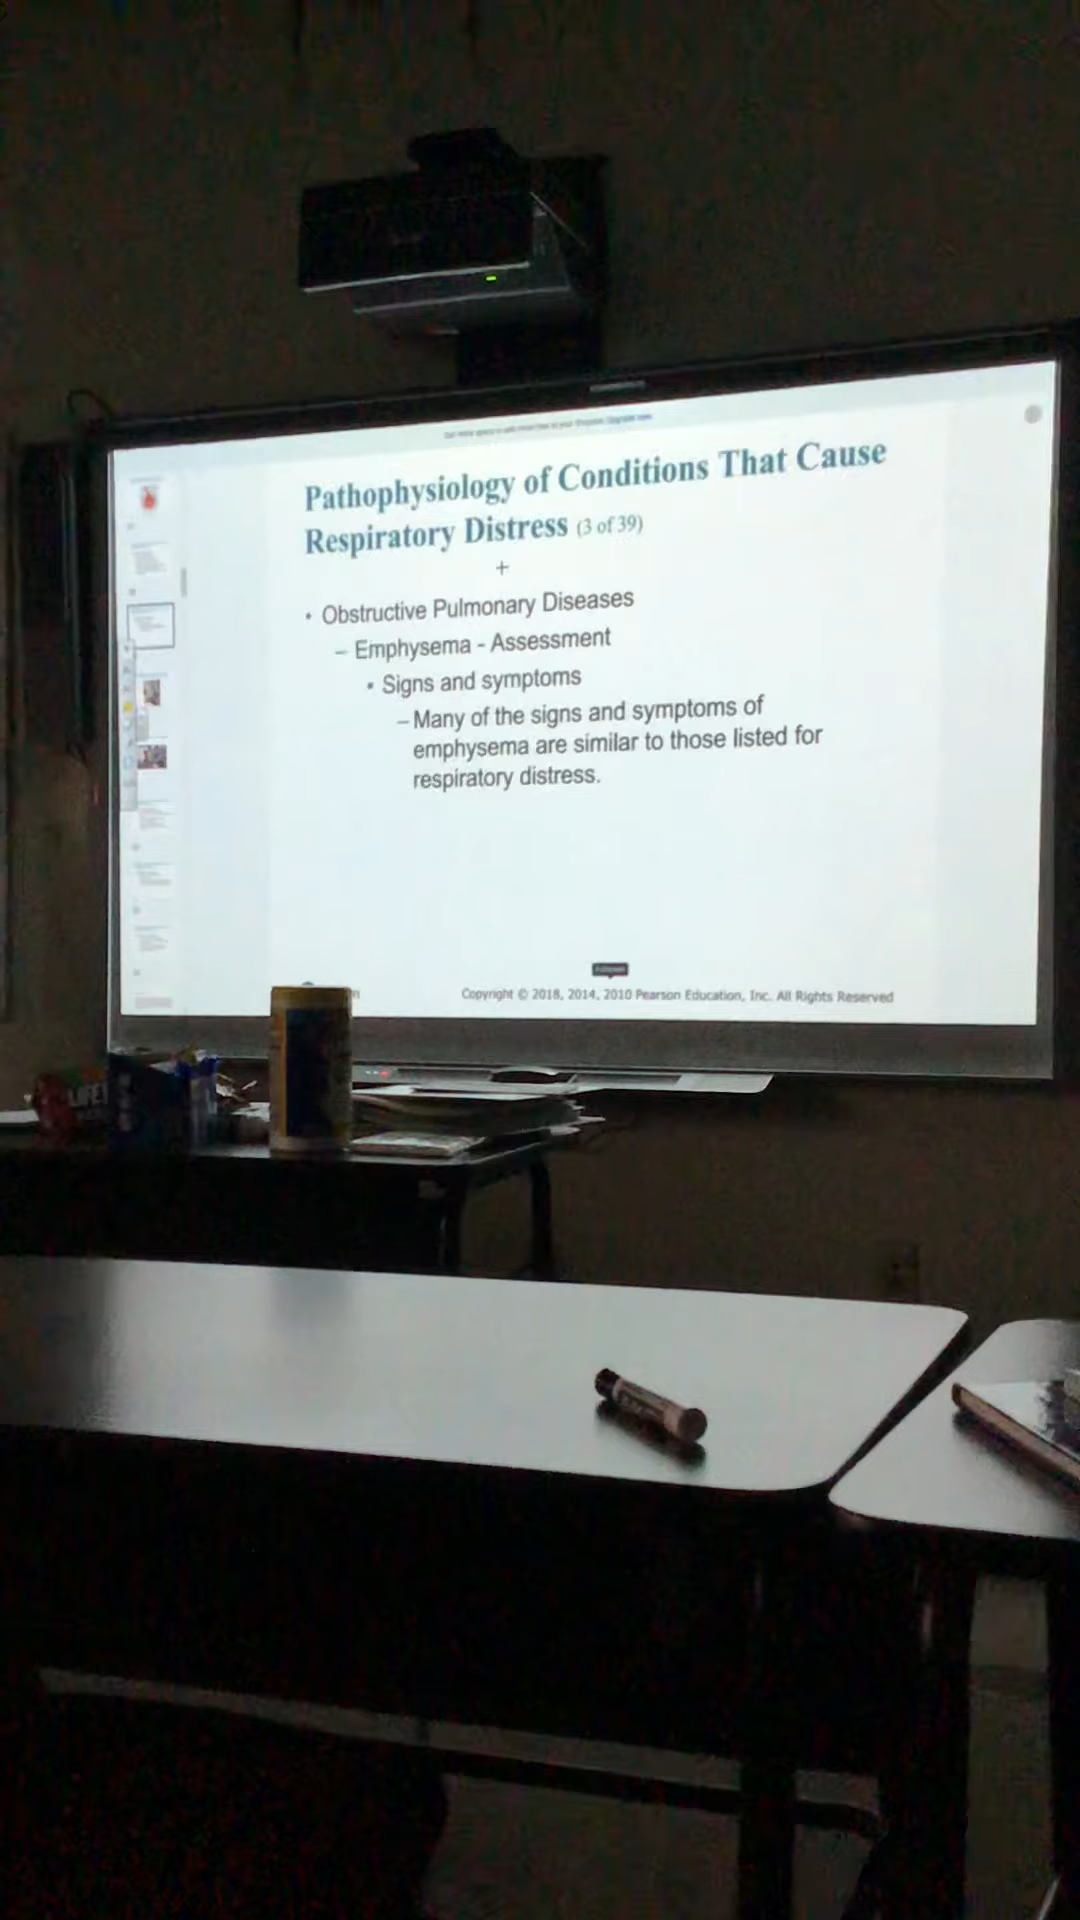 Pathophysiology of Conditions That Cause
Respiratory Distress (3 of 39)
+
• Obstructive Pulmonary Diseases
– Emphysema - Assessment
• Signs and symptoms
– Many of the signs and symptoms of
emphysema are similar to those listed for
respiratory distress.
Copyright © 2018, 2014, 2010 Pearson Education, Inc. All Rights Reserved